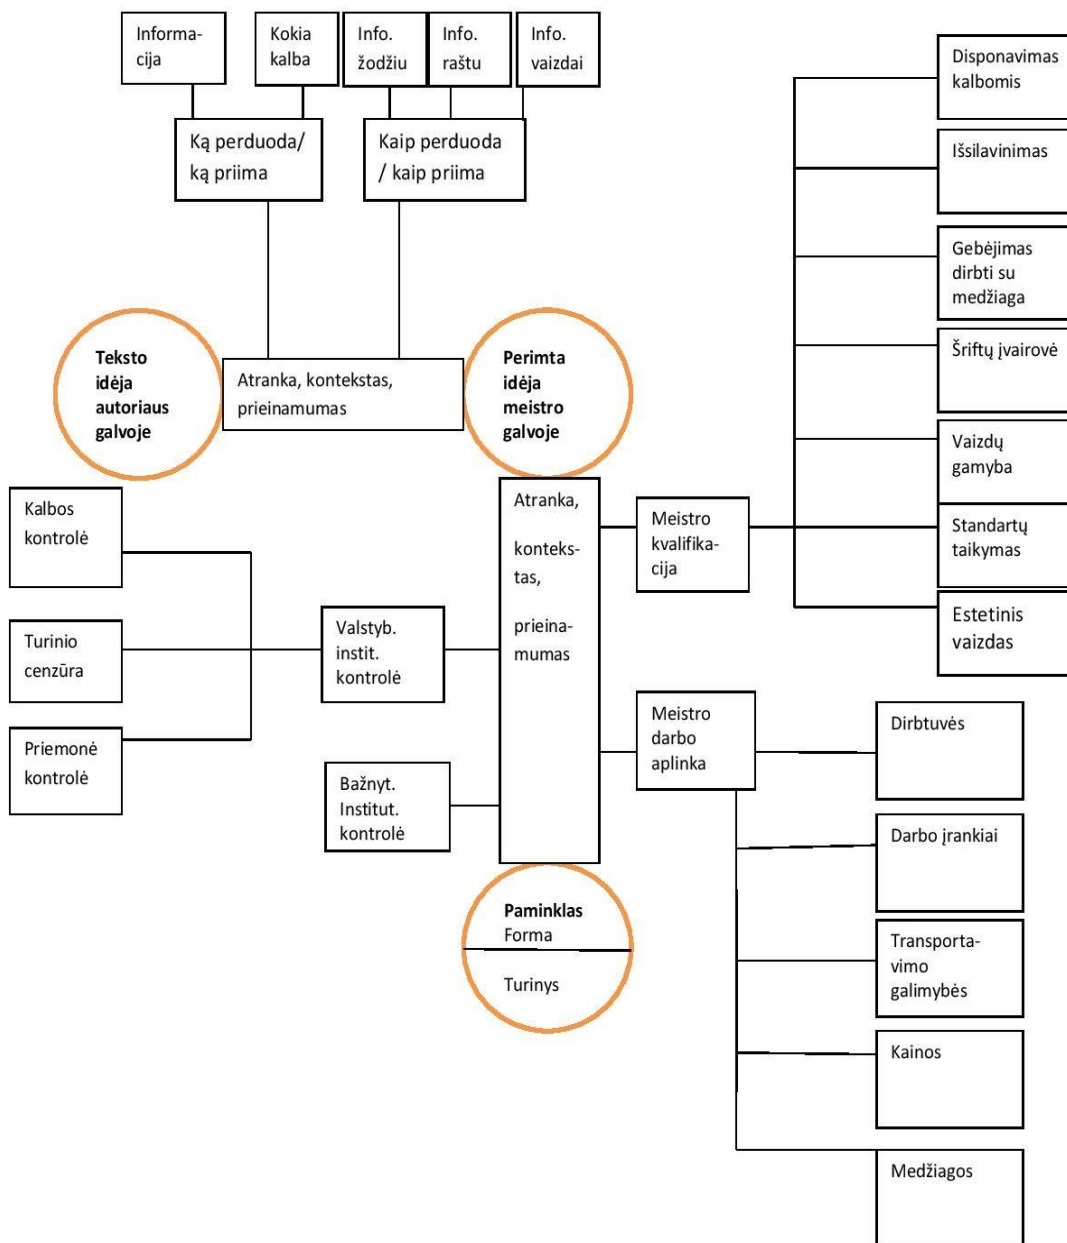 Informa-
cija
Kokia
kalba
Info.
žodžiu
Info.
raštu
Info.
vaizdai
Ką perduoda/
ką priima
Kaip perduoda
/ kaip priima
Disponavimas
kalbomis
Išsilavinimas
Gebėjimas
dirbti su
medžiaga
Šriftų įvairovė
Vaizdų
gamyba
Standartų
taikymas
Estetinis
vaizdas
Teksto
idėja
autoriaus
galvoje
Atranka, kontekstas,
prieinamumas
Perimta
idėja
meistro
galvoje
Kalbos
kontrolė
Turinio
cenzūra
Priemonė
kontrolė
Valstyb.
instit.
kontrolė
Bažnyt.
Institut.
kontrolė
Atranka,
konteks-
tas,
prieina-
mumas
Meistro
kvalifika-
cija
Meistro
darbo
aplinka
Dirbtuvės
Darbo įrankiai
Transporta-
vimo
galimybės
Kainos
Medžiagos
Paminklas
Forma
Turinys